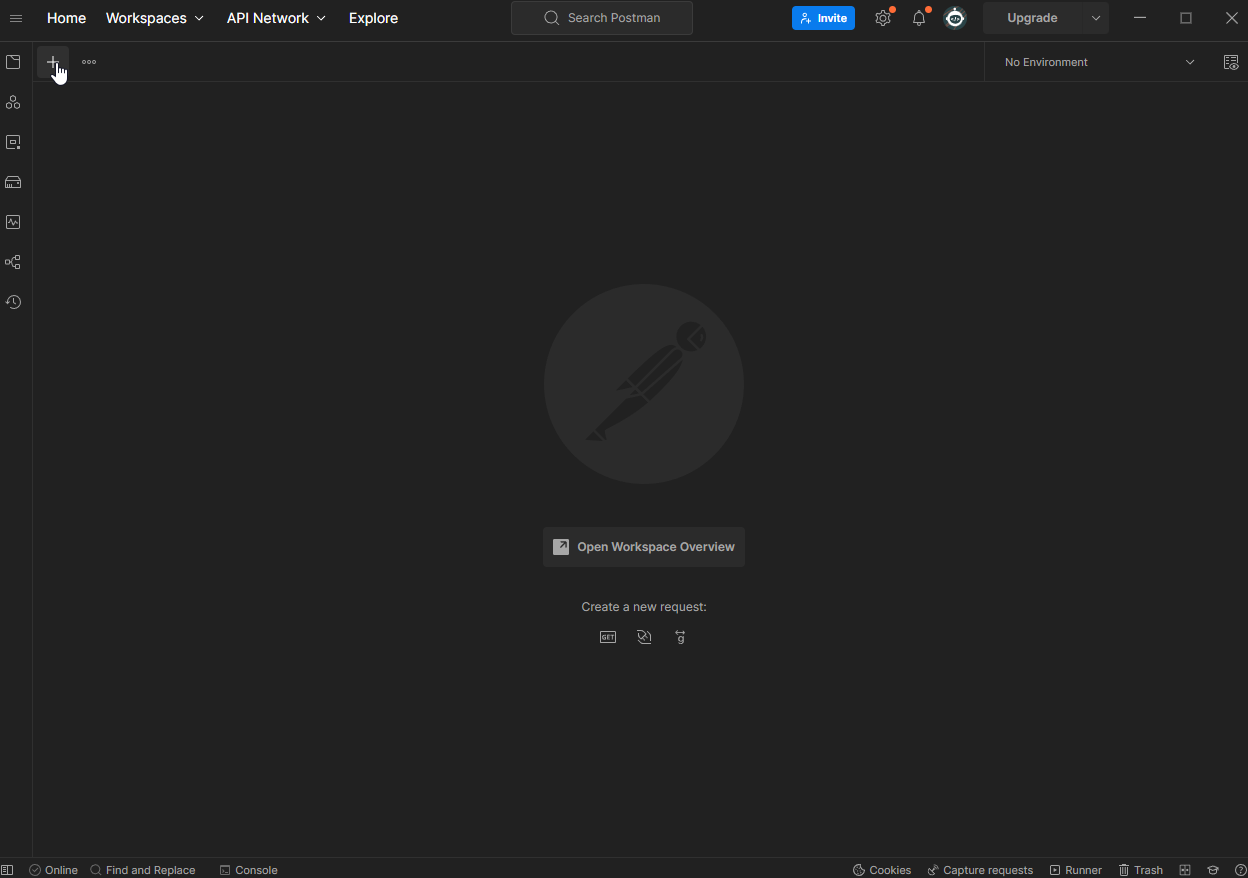 Home Workspaces API Network Explore Search Postman Invite Upgrade
No Environment
Open Workspace Overview
Create a new request:
GET g
Online Find and Replace Console Cookies Capture requests Runner Trash